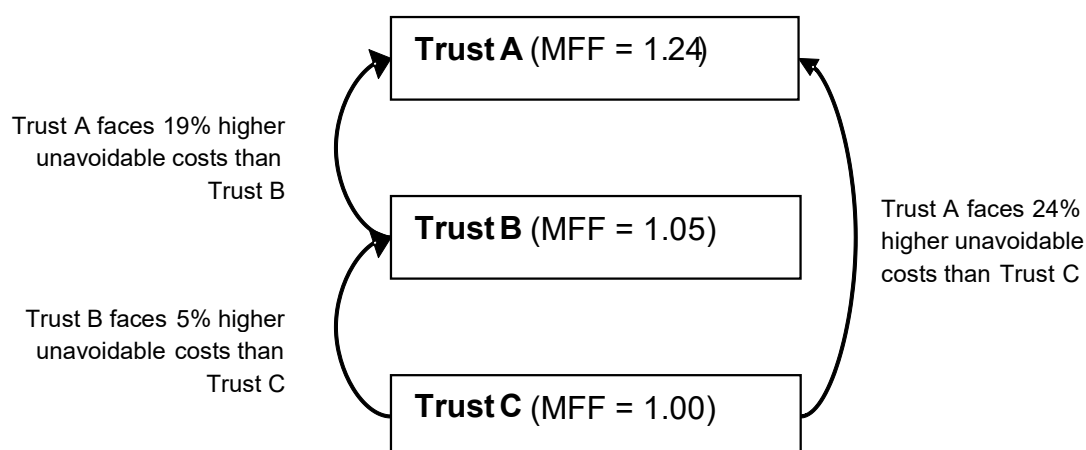 Trust A (MFF = 1.24)
Trust A faces 19% higher
unavoidable costs than
Trust B
Trust B (MFF = 1.05)
Trust A faces 24%
higher unavoidable
costs than Trust C
Trust B faces 5% higher
unavoidable costs than
Trust C
Trust C (MFF = 1.00)